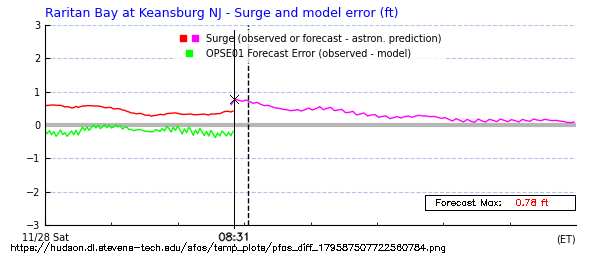 Raritan Bay at Keansburg NJ - Surge and model error (ft)
3
Surge (observed or forecast - astron. prediction)
OPSE01 Forecast Error (observed - model)
2
1
0
−1
−2
Forecast Max: 0.78 ft
−3
11/28 Sat 08:31 (ET)
https://hudson.dl.stevens-tech.edu/sfas/temp_plots/pfos_diff_179587507722560784.png